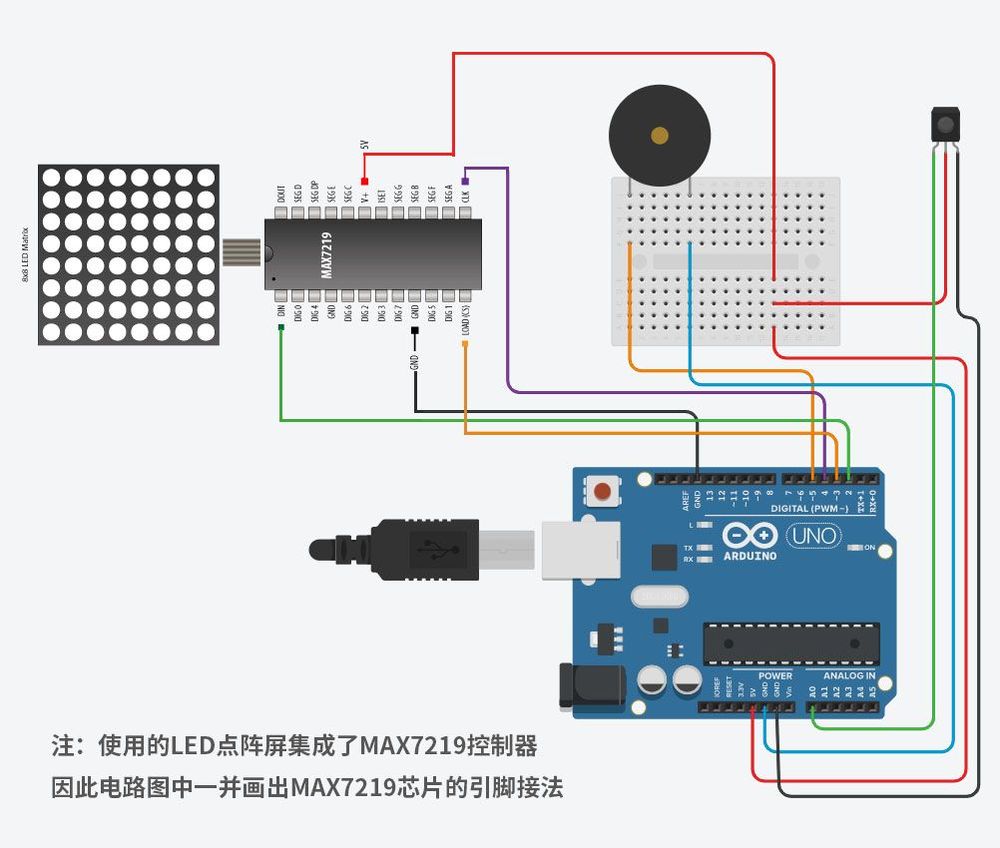 5V
DOUT
SEG D
SEG DP
SEG E
SEG C
V+
ISET
SEG G
SEG B
SEG F
SEG A
CLK
8x8 LED Matrix
MAX7219
DIN
DIG 0
DIG 4
GND
DIG 6
DIG 2
DIG 3
DIG 7
GND
DIG 5
DIG 1
LOAD (CS)
GND
AREF
GND
13
12
~11
~10
~9
8
7
~6
~5
4
~3
2
TX→1
RX←0
DIGITAL (PWM~)
L
TX
RX
ARDUINO
UNO
ON
POWER
ANALOG IN
IOREF
RESET
3.3V
5V
GND
GND
Vin
A0
A1
A2
A3
A4
A5
注：使用的LED点阵屏集成了MAX7219控制器
因此电路图中一并画出MAX7219芯片的引脚接法